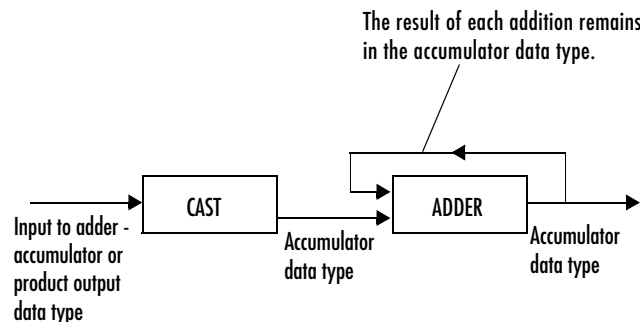 The result of each addition remains
in the accumulator data type.
CAST
ADDER
Input to adder -
accumulator or
product output
data type
Accumulator
data type
Accumulator
data type